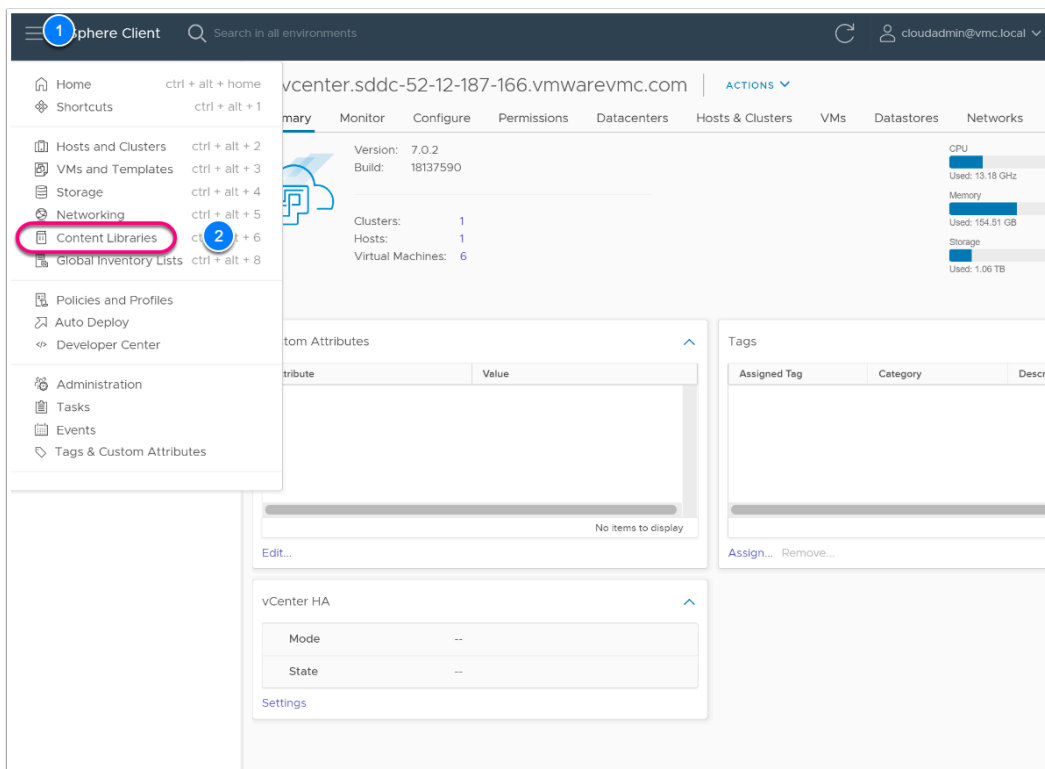 1 Sphere Client Search in all environments cloudadmin@vmc.local
Home ctrl + alt + home
Shortcuts ctrl + alt + 1
Hosts and Clusters ctrl + alt + 2
VMs and Templates ctrl + alt + 3
Storage ctrl + alt + 4
Networking ctrl + alt + 5
Content Libraries 2 + 6
Global Inventory Lists ctrl + alt + 8
Policies and Profiles
Auto Deploy
Developer Center
Administration
Tasks
Events
Tags & Custom Attributes
vcenter.sddc-52-12-187-166.vmwarevmc.com ACTIONS
mary Monitor Configure Permissions Datacenters Hosts & Clusters VMs Datastores Networks
Version: 7.0.2
Build: 18137590
Clusters: 1
Hosts: 1
Virtual Machines: 6
CPU
Used: 13.18 GHz
Memory
Used: 164.51 GB
Storage
Used: 1.06 TB
tom Attributes
tribute Value
No items to display
Edit...
Tags
Assigned Tag Category Descr
Assign... Remove...
vCenter HA
Mode --
State --
Settings